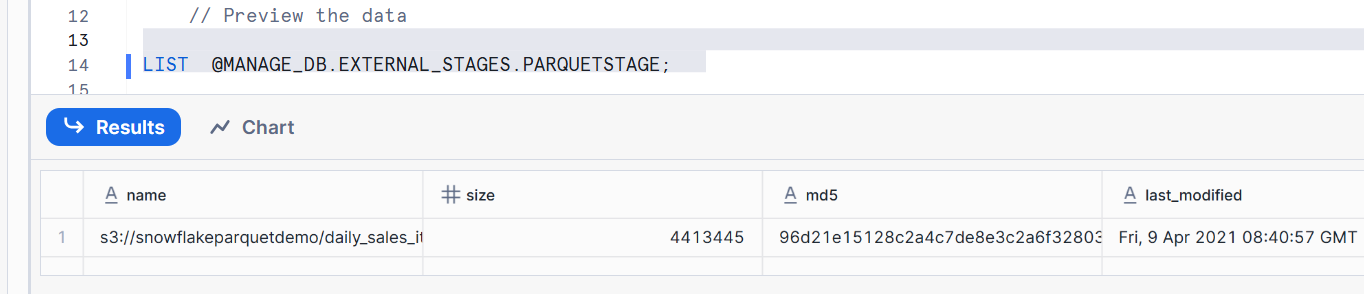 12 // Preview the data
13
14 LIST @MANAGE_DB.EXTERNAL_STAGES.PARQUETSTAGE;
15
Results Chart
name size md5 last_modified
1 s3://snowflakeparquetdemo/daily_sales_it 4413445 96d21e15128c2a4c7de8e3c2a6f32803 Fri, 9 Apr 2021 08:40:57 GMT